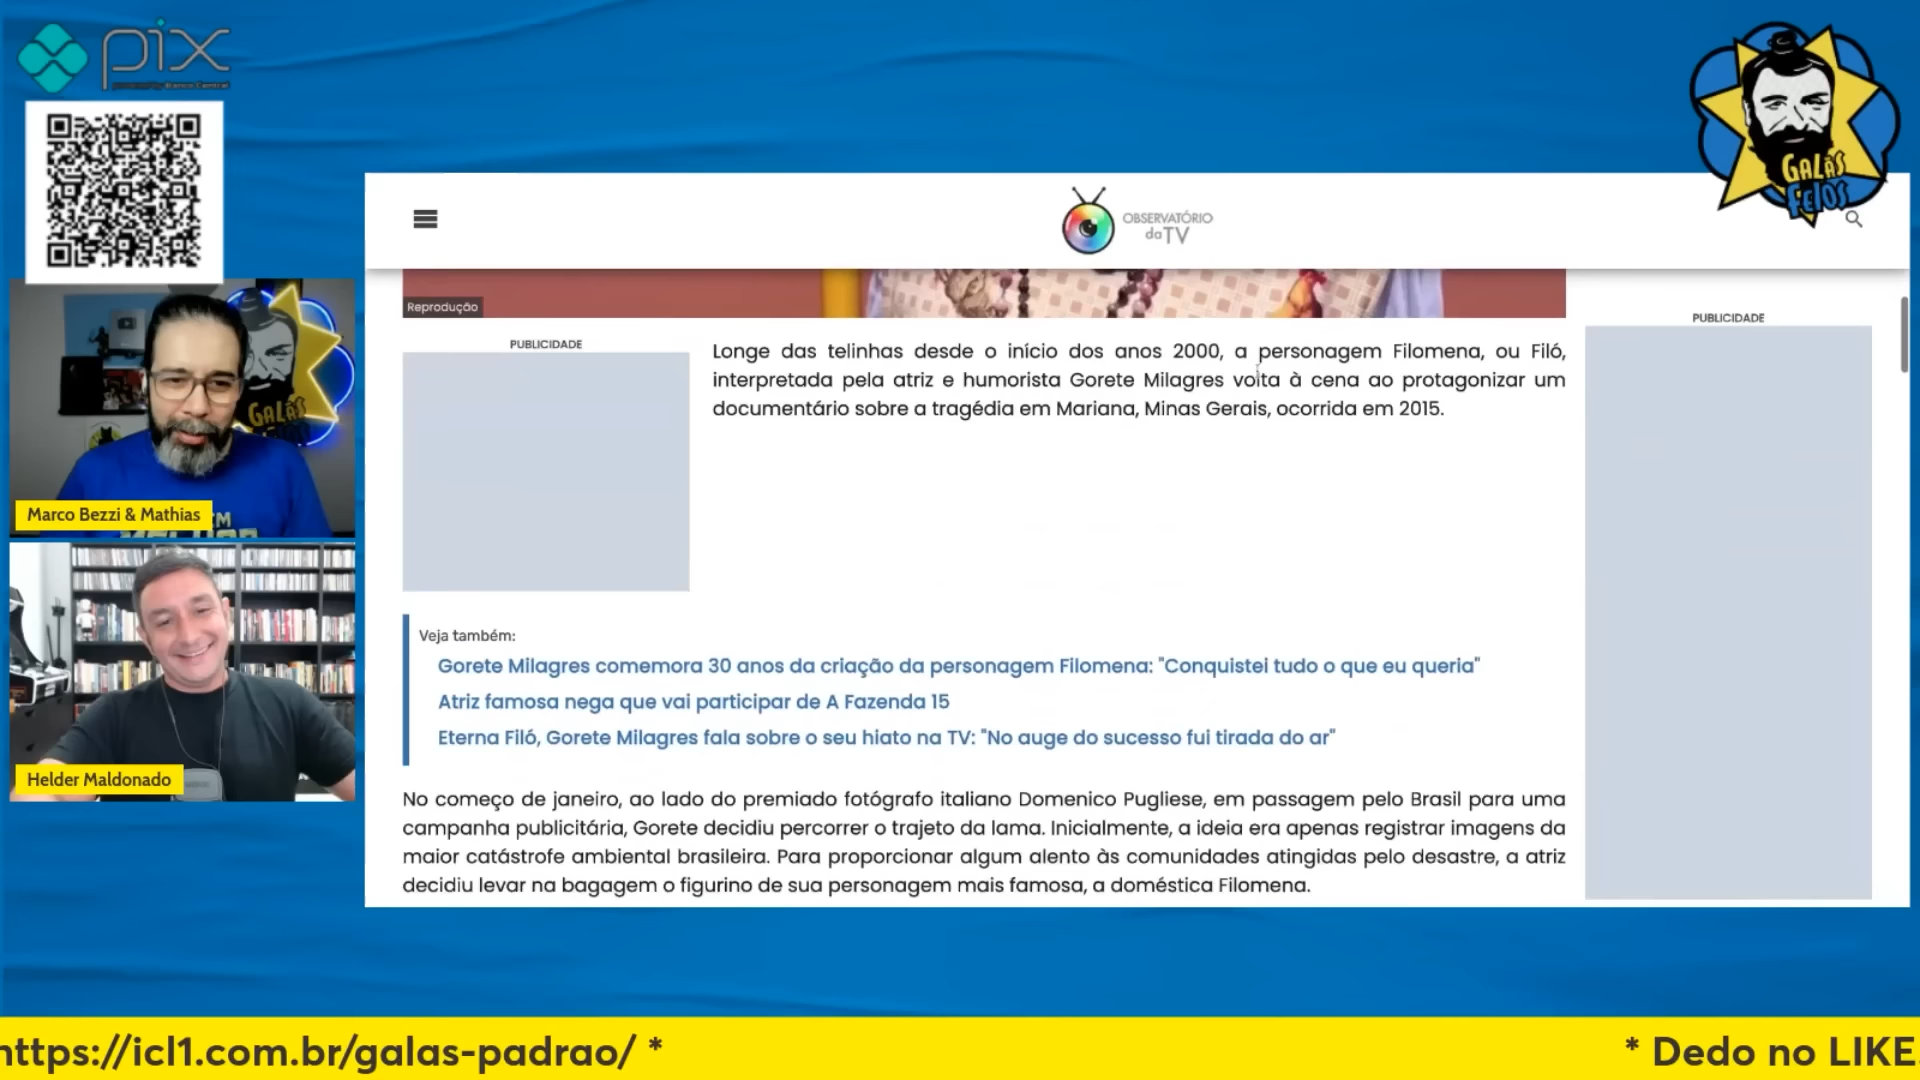 pix
powered by Banco Central
GALÃS
FEIOS
OBSERVATÓRIO
da TV
Reprodução
PUBLICIDADE
Longe das telinhas desde o início dos anos 2000, a personagem Filomena, ou Filó,
interpretada pela atriz e humorista Gorete Milagres volta à cena ao protagonizar um
documentário sobre a tragédia em Mariana, Minas Gerais, ocorrida em 2015.
PUBLICIDADE
GALÃS
Marco Bezzi & Mathias
Helder Maldonado
Veja também:
Gorete Milagres comemora 30 anos da criação da personagem Filomena: "Conquistei tudo o que eu queria"
Atriz famosa nega que vai participar de A Fazenda 15
Eterna Filó, Gorete Milagres fala sobre o seu hiato na TV: "No auge do sucesso fui tirada do ar"
No começo de janeiro, ao lado do premiado fotógrafo italiano Domenico Pugliese, em passagem pelo Brasil para uma
campanha publicitária, Gorete decidiu percorrer o trajeto da lama. Inicialmente, a ideia era apenas registrar imagens da
maior catástrofe ambiental brasileira. Para proporcionar algum alento às comunidades atingidas pelo desastre, a atriz
decidiu levar na bagagem o figurino de sua personagem mais famosa, a doméstica Filomena.
https://icl1.com.br/galas-padrao/ *
* Dedo no LIKE